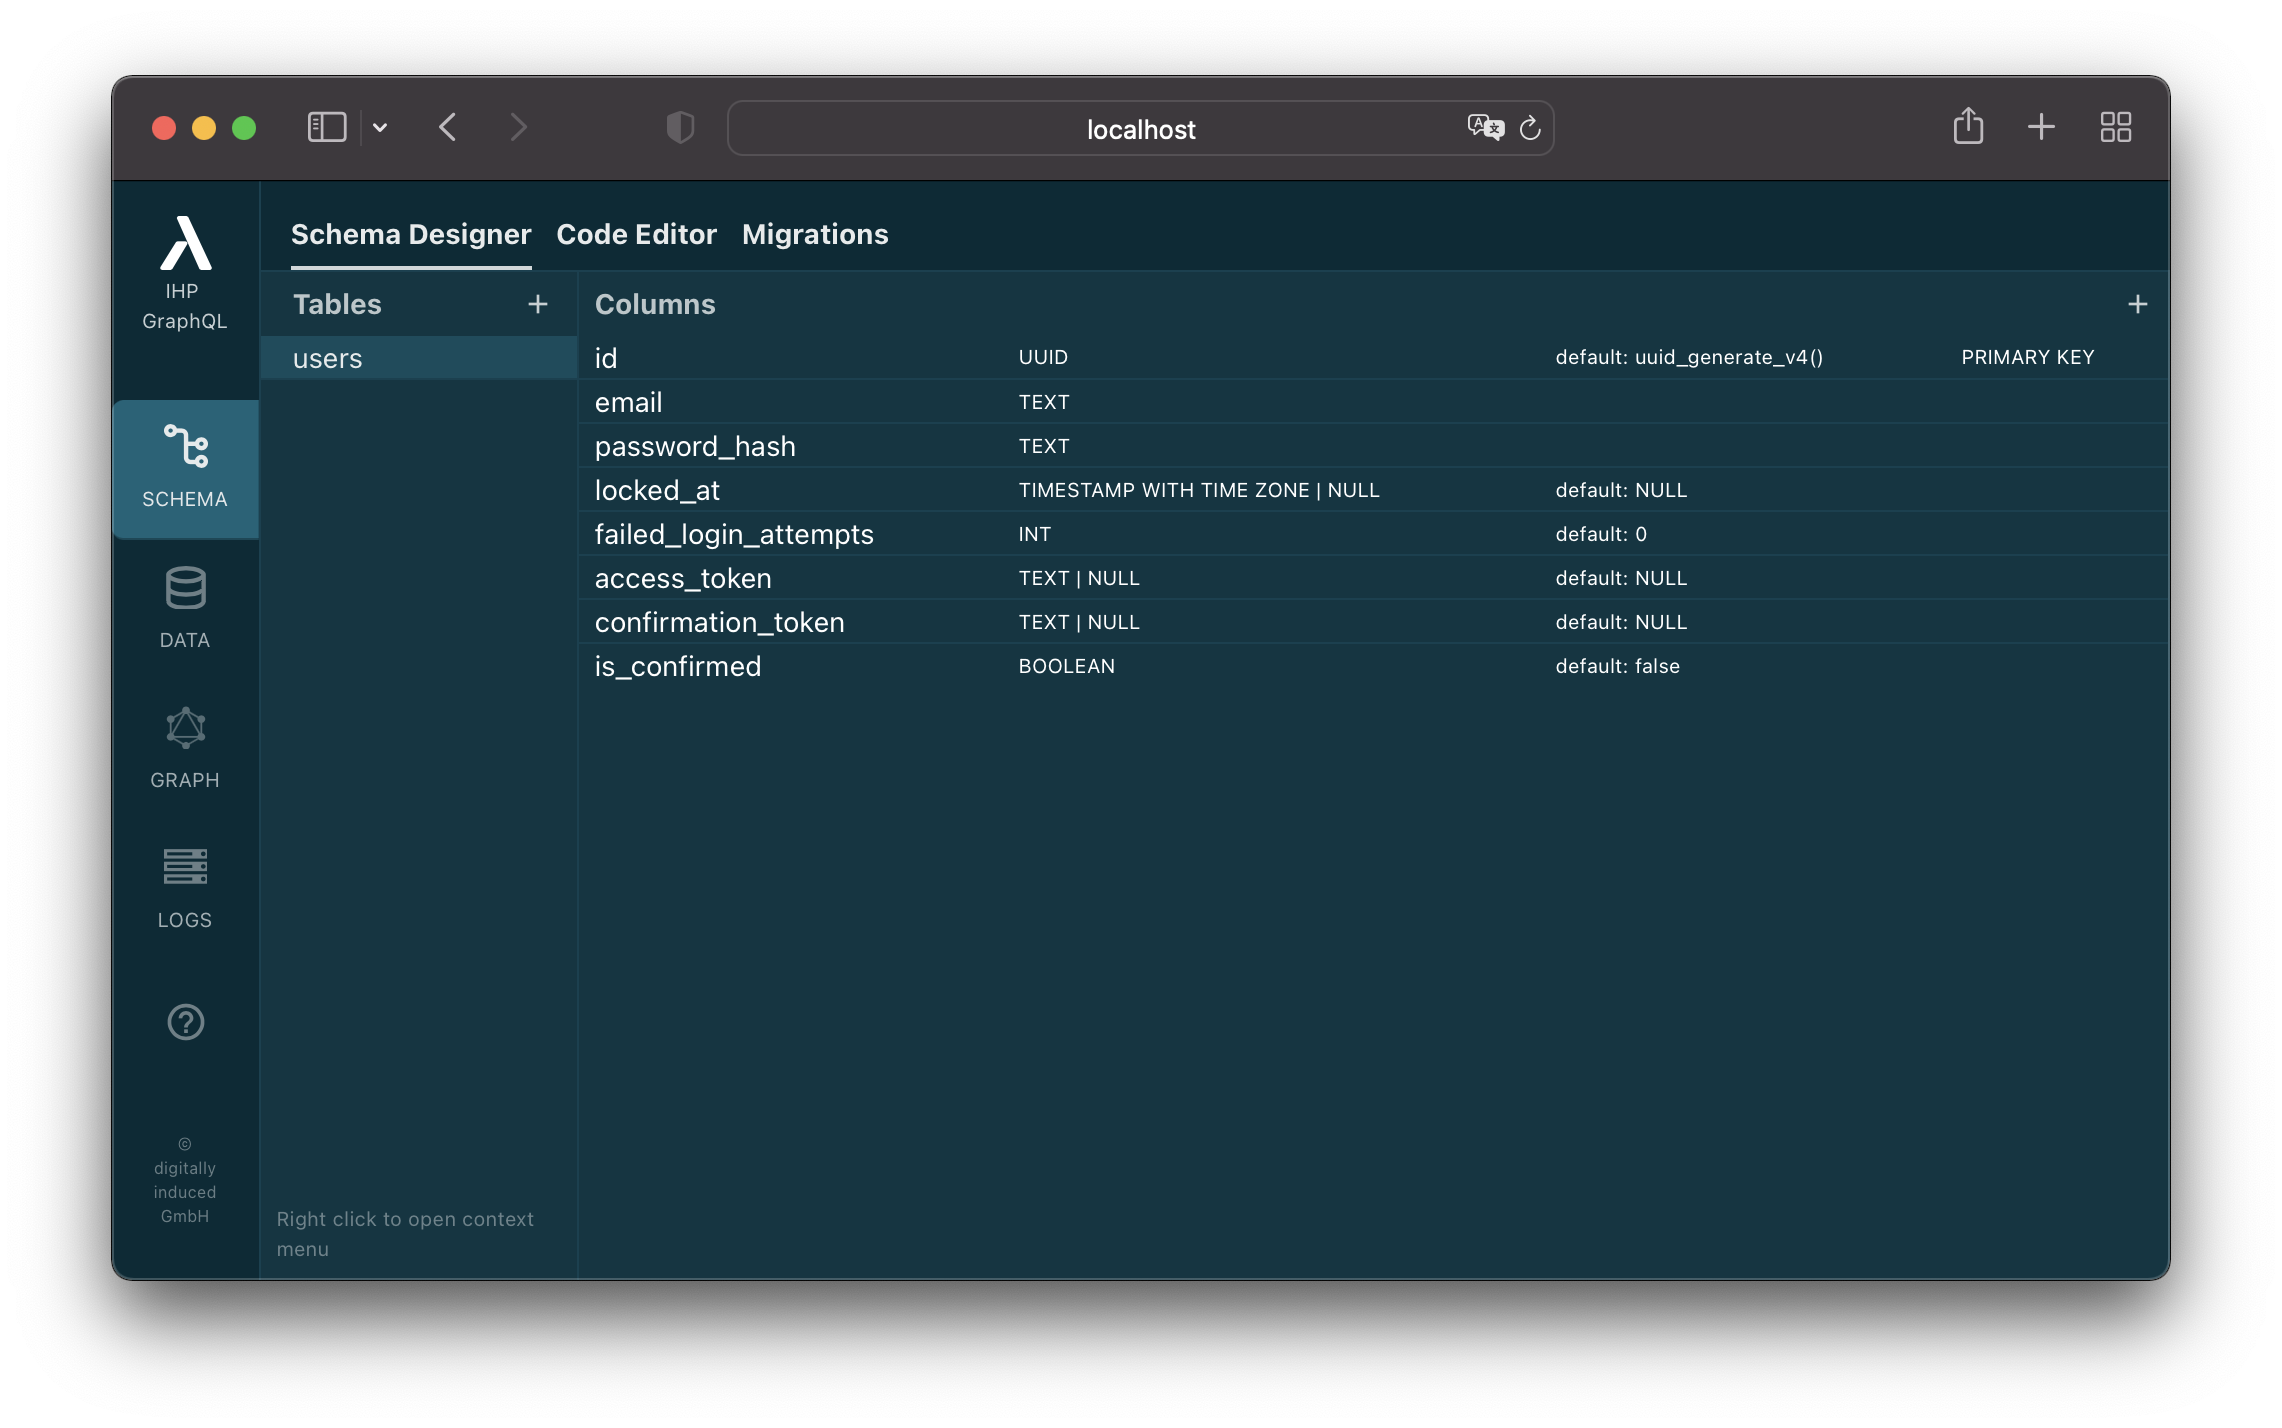 localhost
IHP
GraphQL
SCHEMA
DATA
GRAPH
LOGS
©
digitally
induced
GmbH
Schema Designer Code Editor Migrations
Tables +
users
Right click to open context
menu
Columns +
id UUID default: uuid_generate_v4() PRIMARY KEY
email TEXT
password_hash TEXT
locked_at TIMESTAMP WITH TIME ZONE | NULL default: NULL
failed_login_attempts INT default: 0
access_token TEXT | NULL default: NULL
confirmation_token TEXT | NULL default: NULL
is_confirmed BOOLEAN default: false